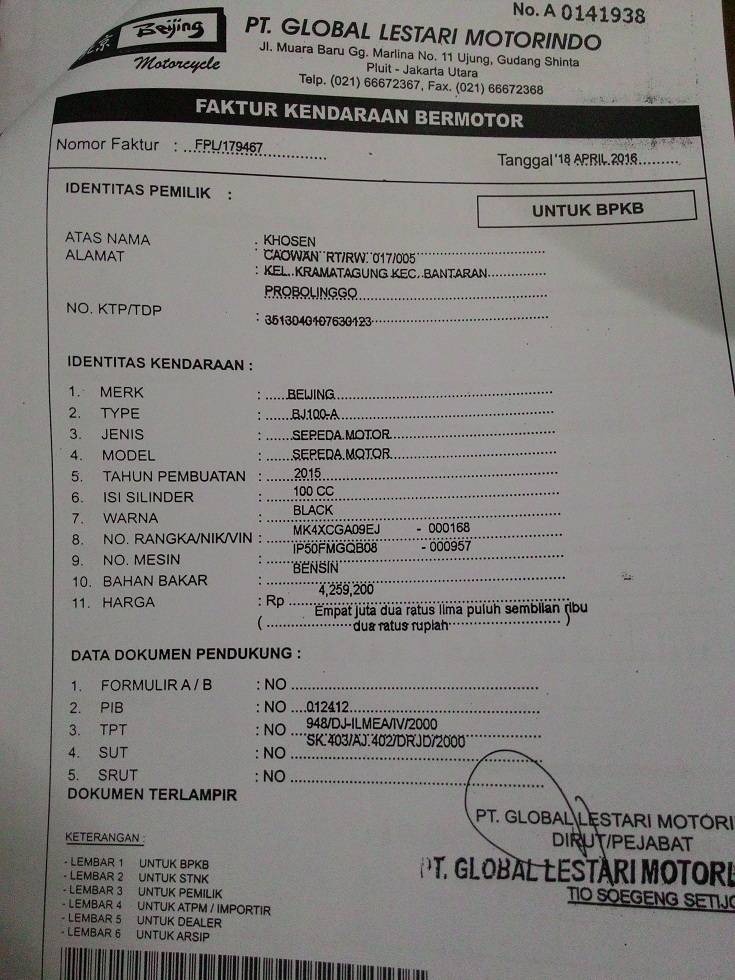 No. A 0141938
北京 Beijing
Motorcycle
PT. GLOBAL LESTARI MOTORINDO
Jl. Muara Baru Gg. Marlina No. 11 Ujung, Gudang Shinta
Pluit - Jakarta Utara
Telp. (021) 66672367, Fax. (021) 66672368
FAKTUR KENDARAAN BERMOTOR
Nomor Faktur : FPL/179467
Tanggal 18 APRIL 2016
IDENTITAS PEMILIK :
UNTUK BPKB
ATAS NAMA : KHOSEN
ALAMAT : CAOWAN RT/RW. 017/005
: KEL. KRAMATAGUNG KEC. BANTARAN
PROBOLINGGO
NO. KTP/TDP : 3513040107630123
IDENTITAS KENDARAAN :
1. MERK : BEIJING
2. TYPE : BJ100-A
3. JENIS : SEPEDA MOTOR
4. MODEL : SEPEDA MOTOR
5. TAHUN PEMBUATAN : 2015
6. ISI SILINDER : 100 CC
7. WARNA : BLACK
8. NO. RANGKA/NIK/VIN : MK4XCGA09EJ - 000168
9. NO. MESIN : IP50FMGQB08 - 000957
10. BAHAN BAKAR : BENSIN
11. HARGA : Rp 4,259,200
( Empat juta dua ratus lima puluh sembilan ribu
dua ratus rupiah )
DATA DOKUMEN PENDUKUNG :
1. FORMULIR A / B : NO
2. PIB : NO 012412
3. TPT : NO 948/DJ-ILMEA/IV/2000
4. SUT : NO SK.403/AJ.402/DRJD/2000
5. SRUT : NO
DOKUMEN TERLAMPIR
PT. GLOBAL LESTARI MOTORI
DIRUT/PEJABAT
PT. GLOBAL LESTARI MOTORI
TIO SOEGENG SETIJO
KETERANGAN :
- LEMBAR 1 UNTUK BPKB
- LEMBAR 2 UNTUK STNK
- LEMBAR 3 UNTUK PEMILIK
- LEMBAR 4 UNTUK ATPM / IMPORTIR
- LEMBAR 5 UNTUK DEALER
- LEMBAR 6 UNTUK ARSIP